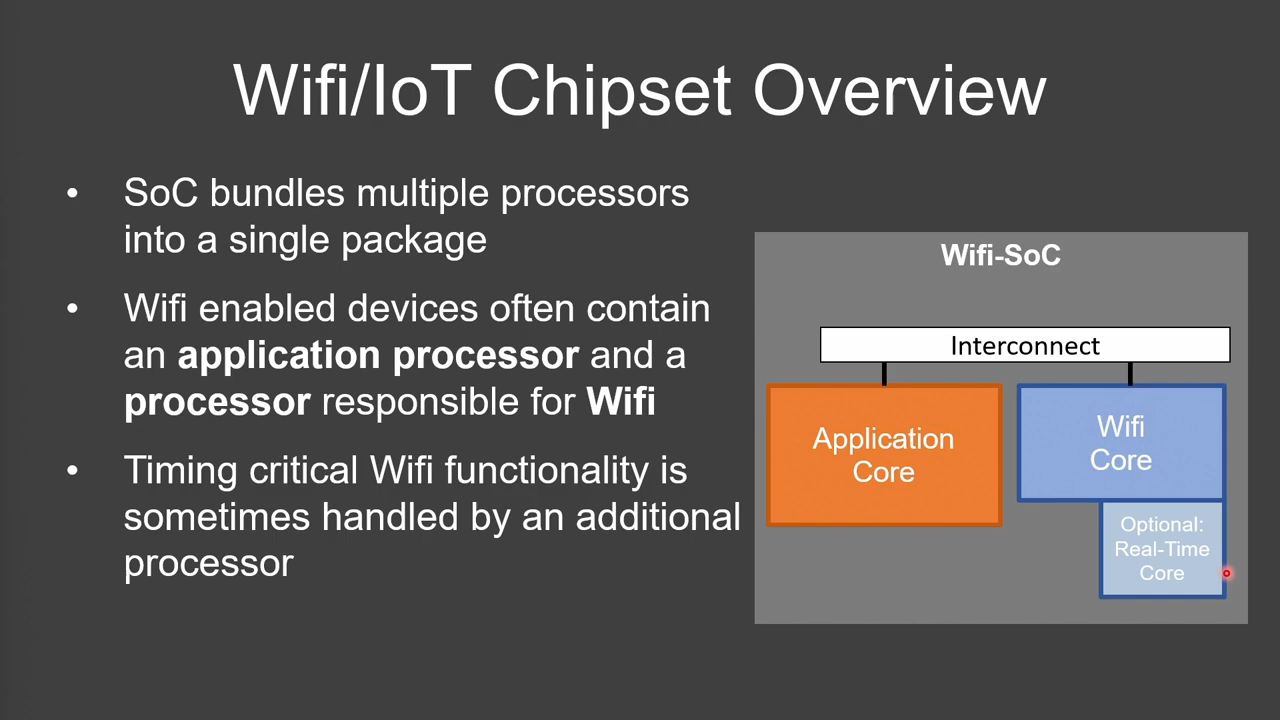 Wifi/IoT Chipset Overview
• SoC bundles multiple processors
into a single package
• Wifi enabled devices often contain
an application processor and a
processor responsible for Wifi
• Timing critical Wifi functionality is
sometimes handled by an additional
processor
Wifi-SoC
Interconnect
Application
Core
Wifi
Core
Optional:
Real-Time
Core